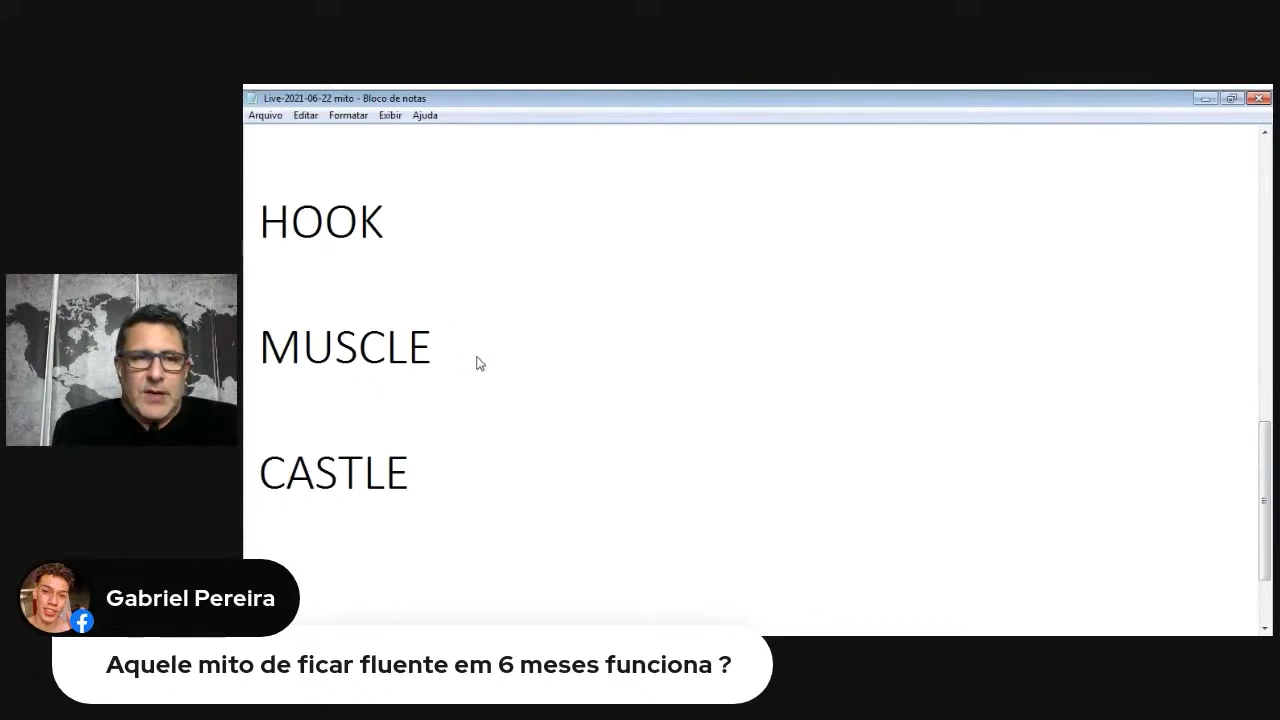 Live-2021-06-22 mito - Bloco de notas
Arquivo Editar Formatar Exibir Ajuda
HOOK
MUSCLE
CASTLE
Gabriel Pereira
Aquele mito de ficar fluente em 6 meses funciona ?